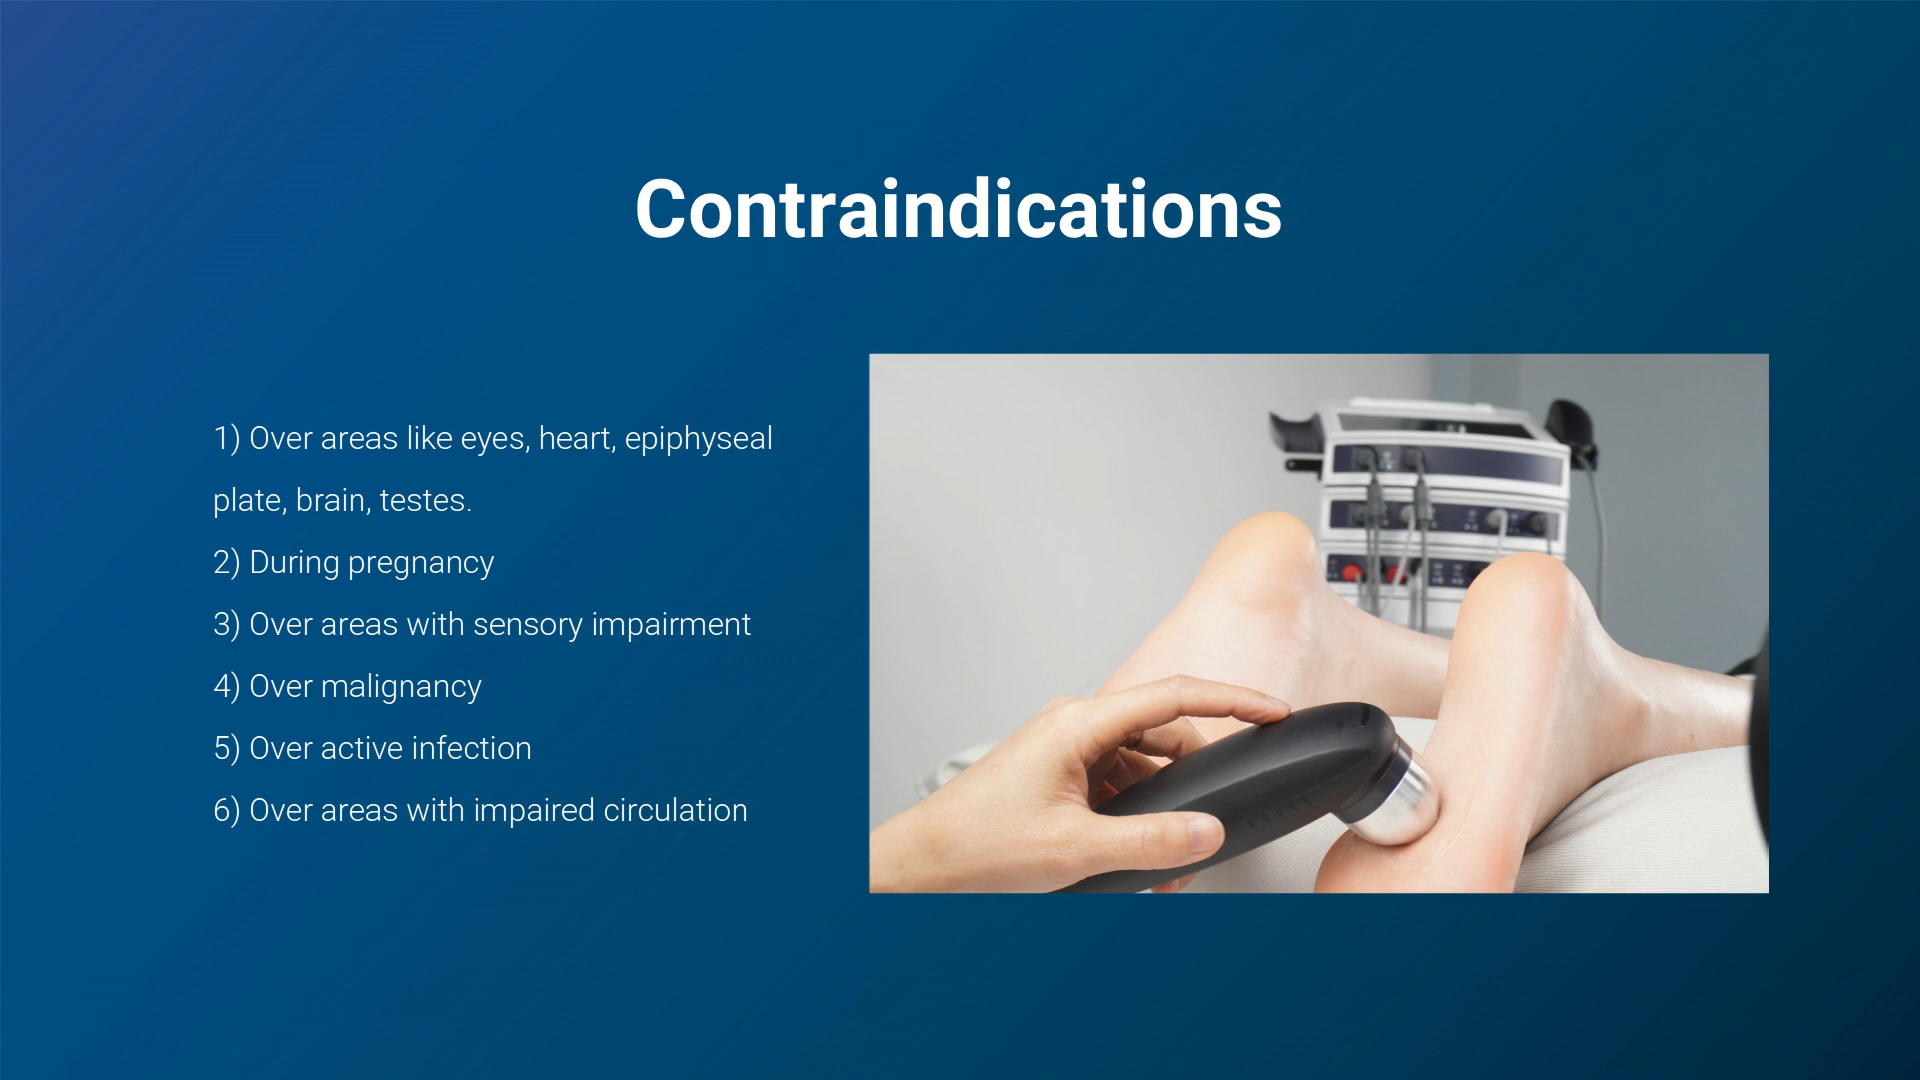 Contraindications
1) Over areas like eyes, heart, epiphyseal
plate, brain, testes.
2) During pregnancy
3) Over areas with sensory impairment
4) Over malignancy
5) Over active infection
6) Over areas with impaired circulation